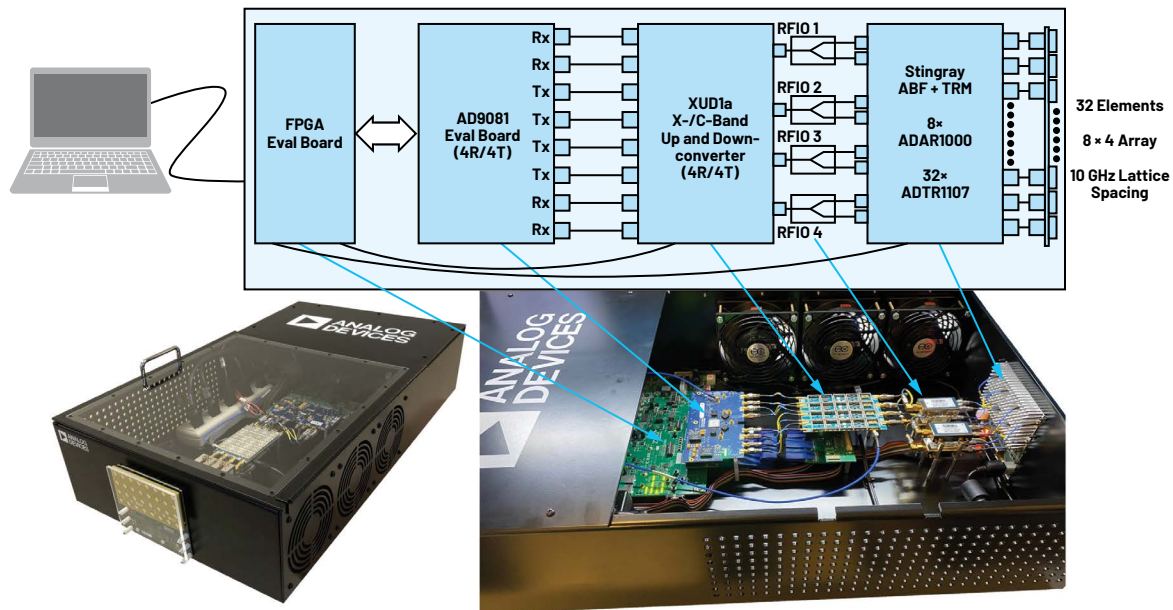 FPGA
Eval Board
AD9081
Eval Board
(4R/4T)
Rx
Rx
Tx
Tx
Tx
Tx
Rx
Rx
XUD1a
X-/C-Band
Up and Down-
converter
(4R/4T)
RFIO 1
RFIO 2
RFIO 3
RFIO 4
Stingray
ABF + TRM
8×
ADAR1000
32×
ADTR1107
32 Elements
8 × 4 Array
10 GHz Lattice
Spacing
ANALOG
DEVICES
ANALOG
DEVICES
ANALOG
DEVICES